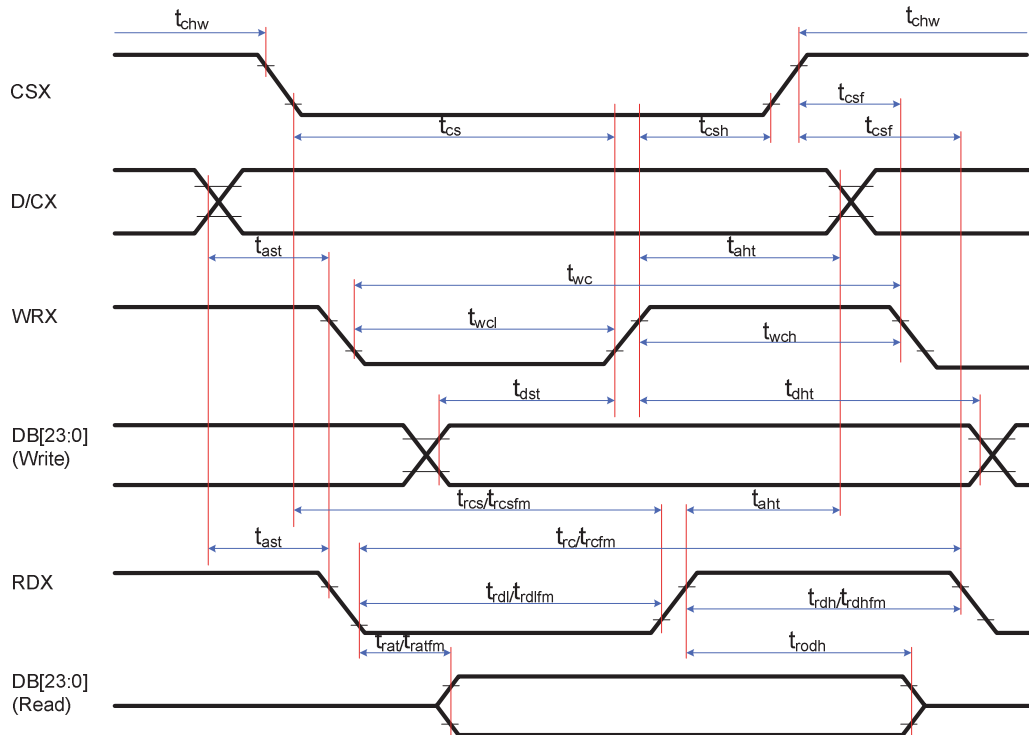 tchw
tchw
CSX
tcsf
tcs
tcsh
tcsf
D/CX
tast
taht
twc
WRX
twcl
twch
tdst
tdht
DB[23:0]
(Write)
trcs/trcsfm
taht
tast
trc/trcfm
RDX
trdl/trdlfm
trdh/trdhfm
trat/tratfm
trodh
DB[23:0]
(Read)